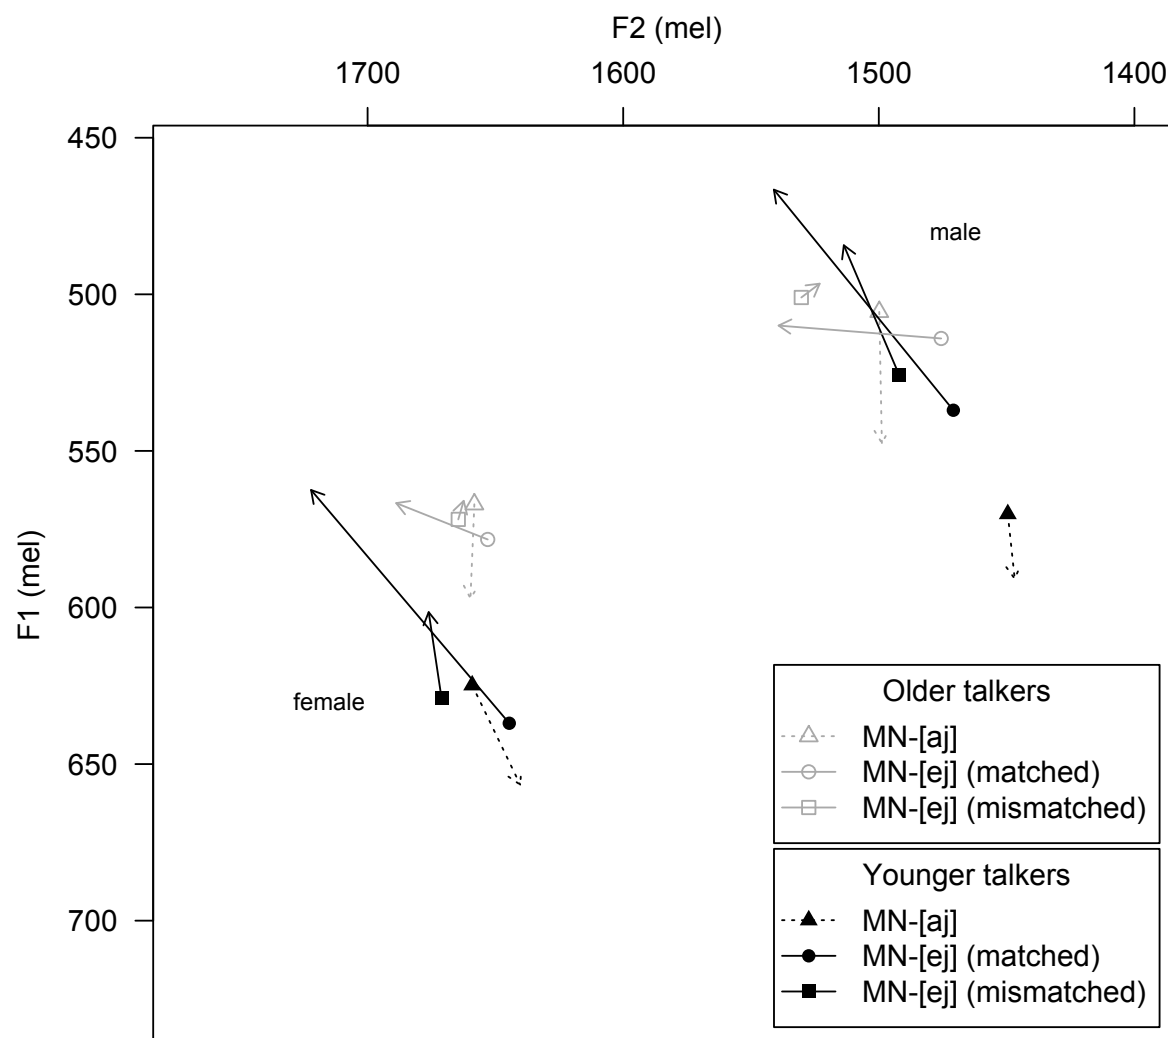 F2 (mel)
1700 1600 1500 1400
450
500
550
600
650
700
F1 (mel)
male
female
Older talkers
MN-[aj]
MN-[ej] (matched)
MN-[ej] (mismatched)
Younger talkers
MN-[aj]
MN-[ej] (matched)
MN-[ej] (mismatched)